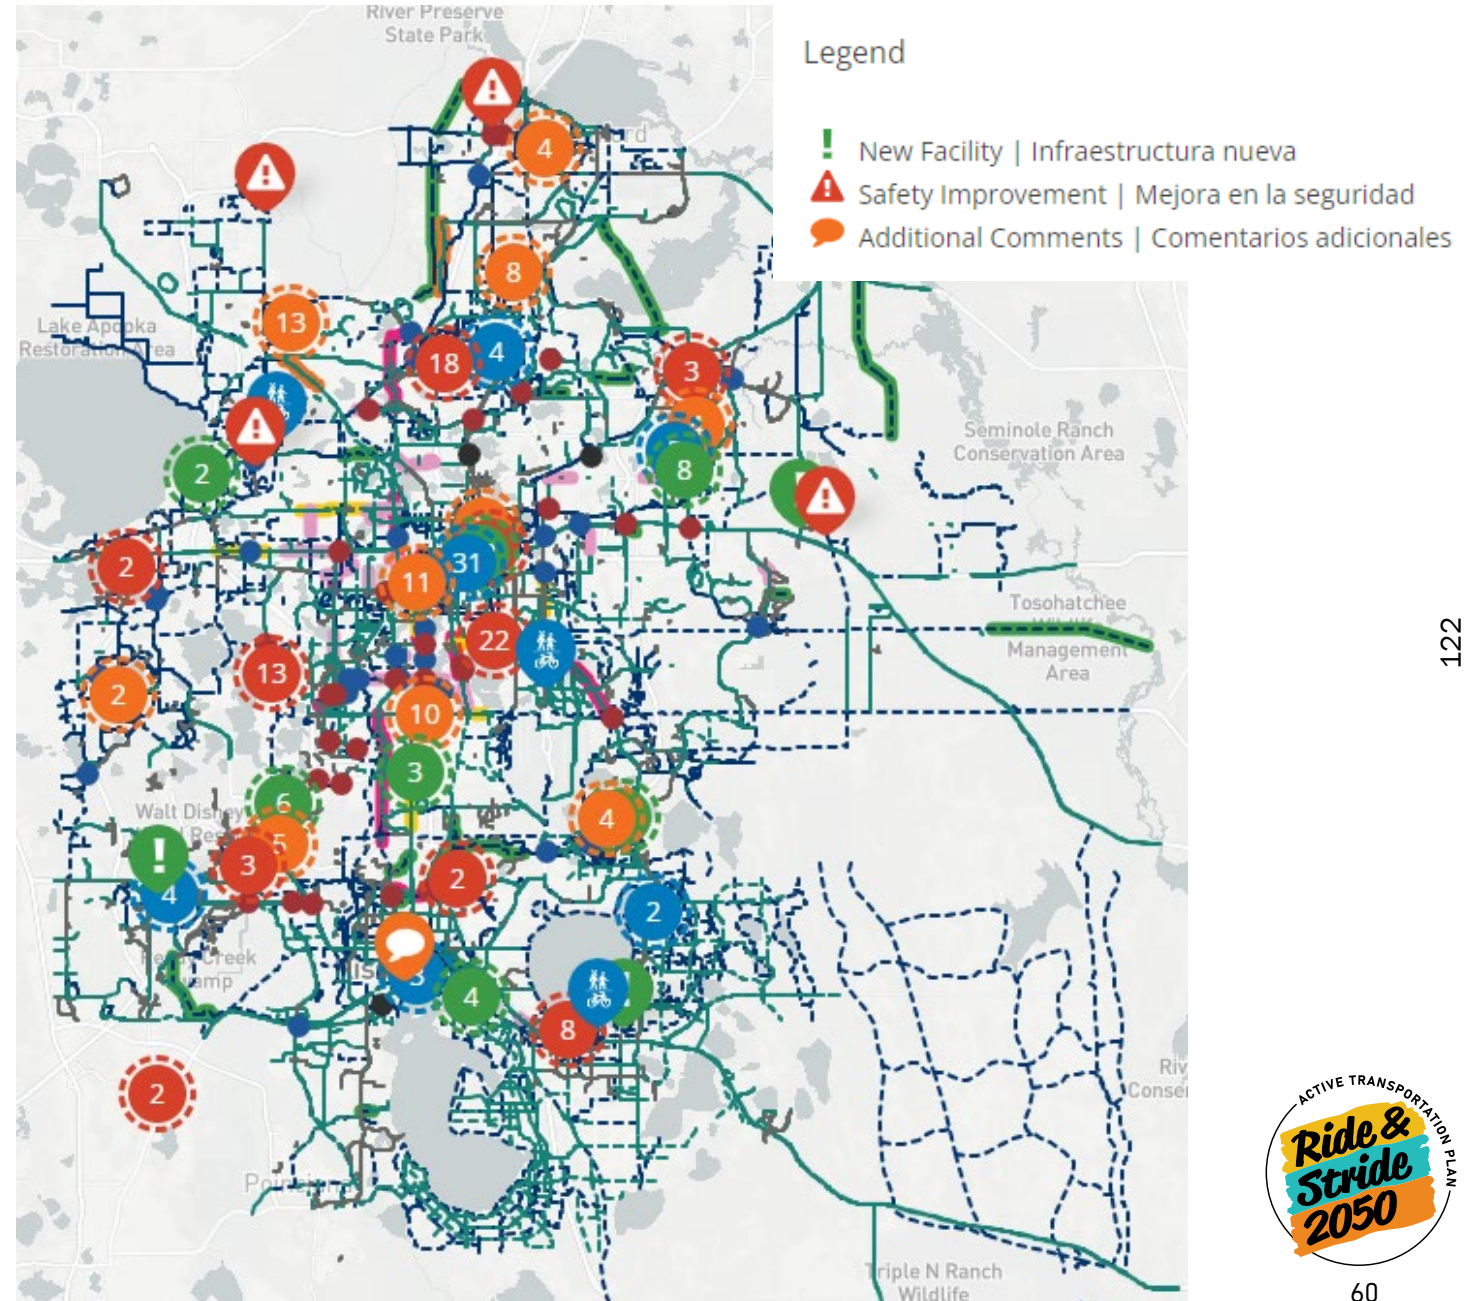 River Preserve
State Park
Legend
New Facility | Infraestructura nueva
Safety Improvement | Mejora en la seguridad
Additional Comments | Comentarios adicionales
4
8
13
Lake Apopka
Restoration Area
18
4
3
Seminole Ranch
Conservation Area
2
8
2
31
11
Tosohatchee
Wildlife
Management
Area
22
13
2
10
122
3
6
Walt Disney
4
5
3
2
4
2
3
4
8
2
ACTIVE TRANSPORTATION PLAN
Ride &
Stride
2050
Triple N Ranch
Wildlife
60